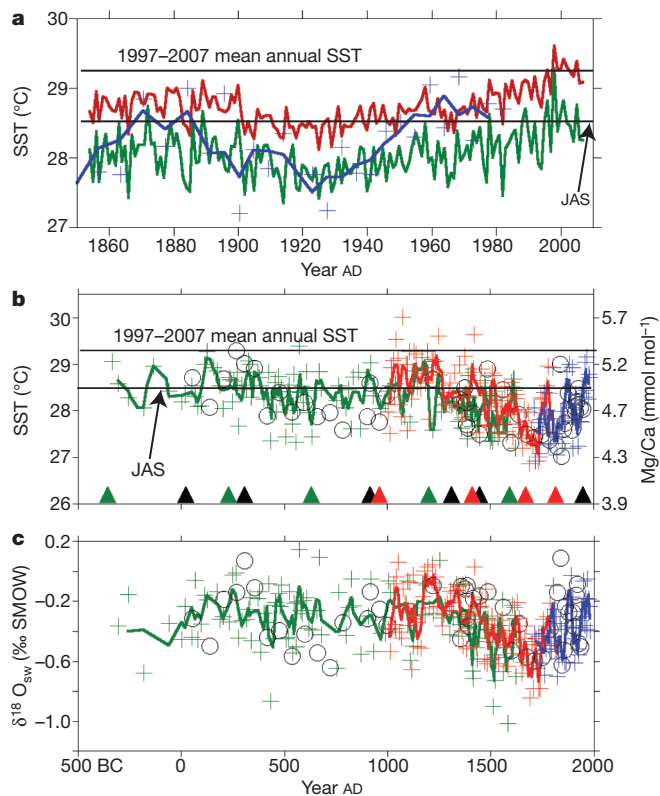 a
1997–2007 mean annual SST
30
29
28
27
SST (°C)
JAS
1860 1880 1900 1920 1940 1960 1980 2000
Year AD
b
1997–2007 mean annual SST
30
29
28
27
26
SST (°C)
5.7
5.2
4.7
4.3
3.9
Mg/Ca (mmol mol⁻¹)
JAS
c
0.2
−0.2
−0.6
−1.0
δ¹⁸ Osw (‰ SMOW)
500 BC 0 500 1000 1500 2000
Year AD